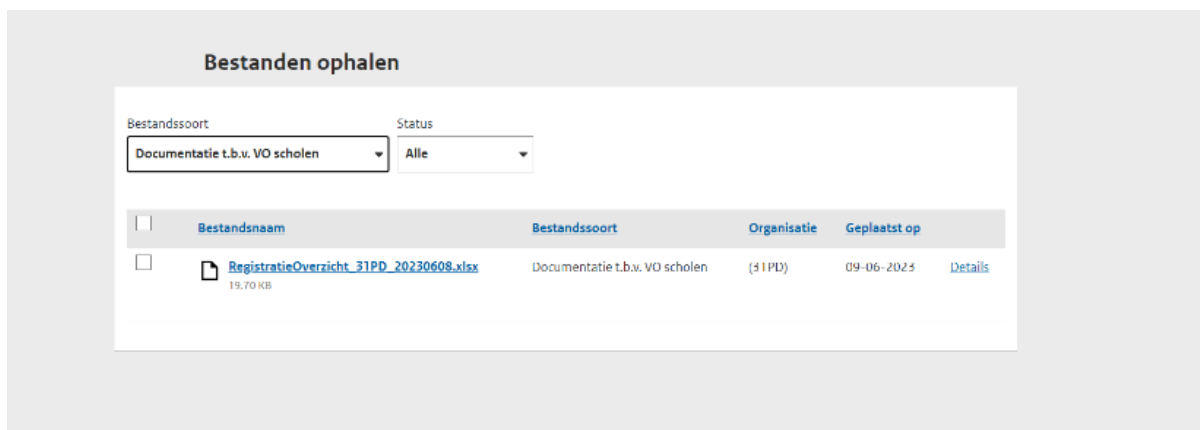 Bestanden ophalen
Bestandssoort Status
Documentatie t.b.v. VO scholen Alle
Bestandsnaam Bestandssoort Organisatie Geplaatst op
RegistratieOverzicht_31PD_20230608.xlsx Documentatie t.b.v. VO scholen (31PD) 09-06-2023 Details
19.70 KB